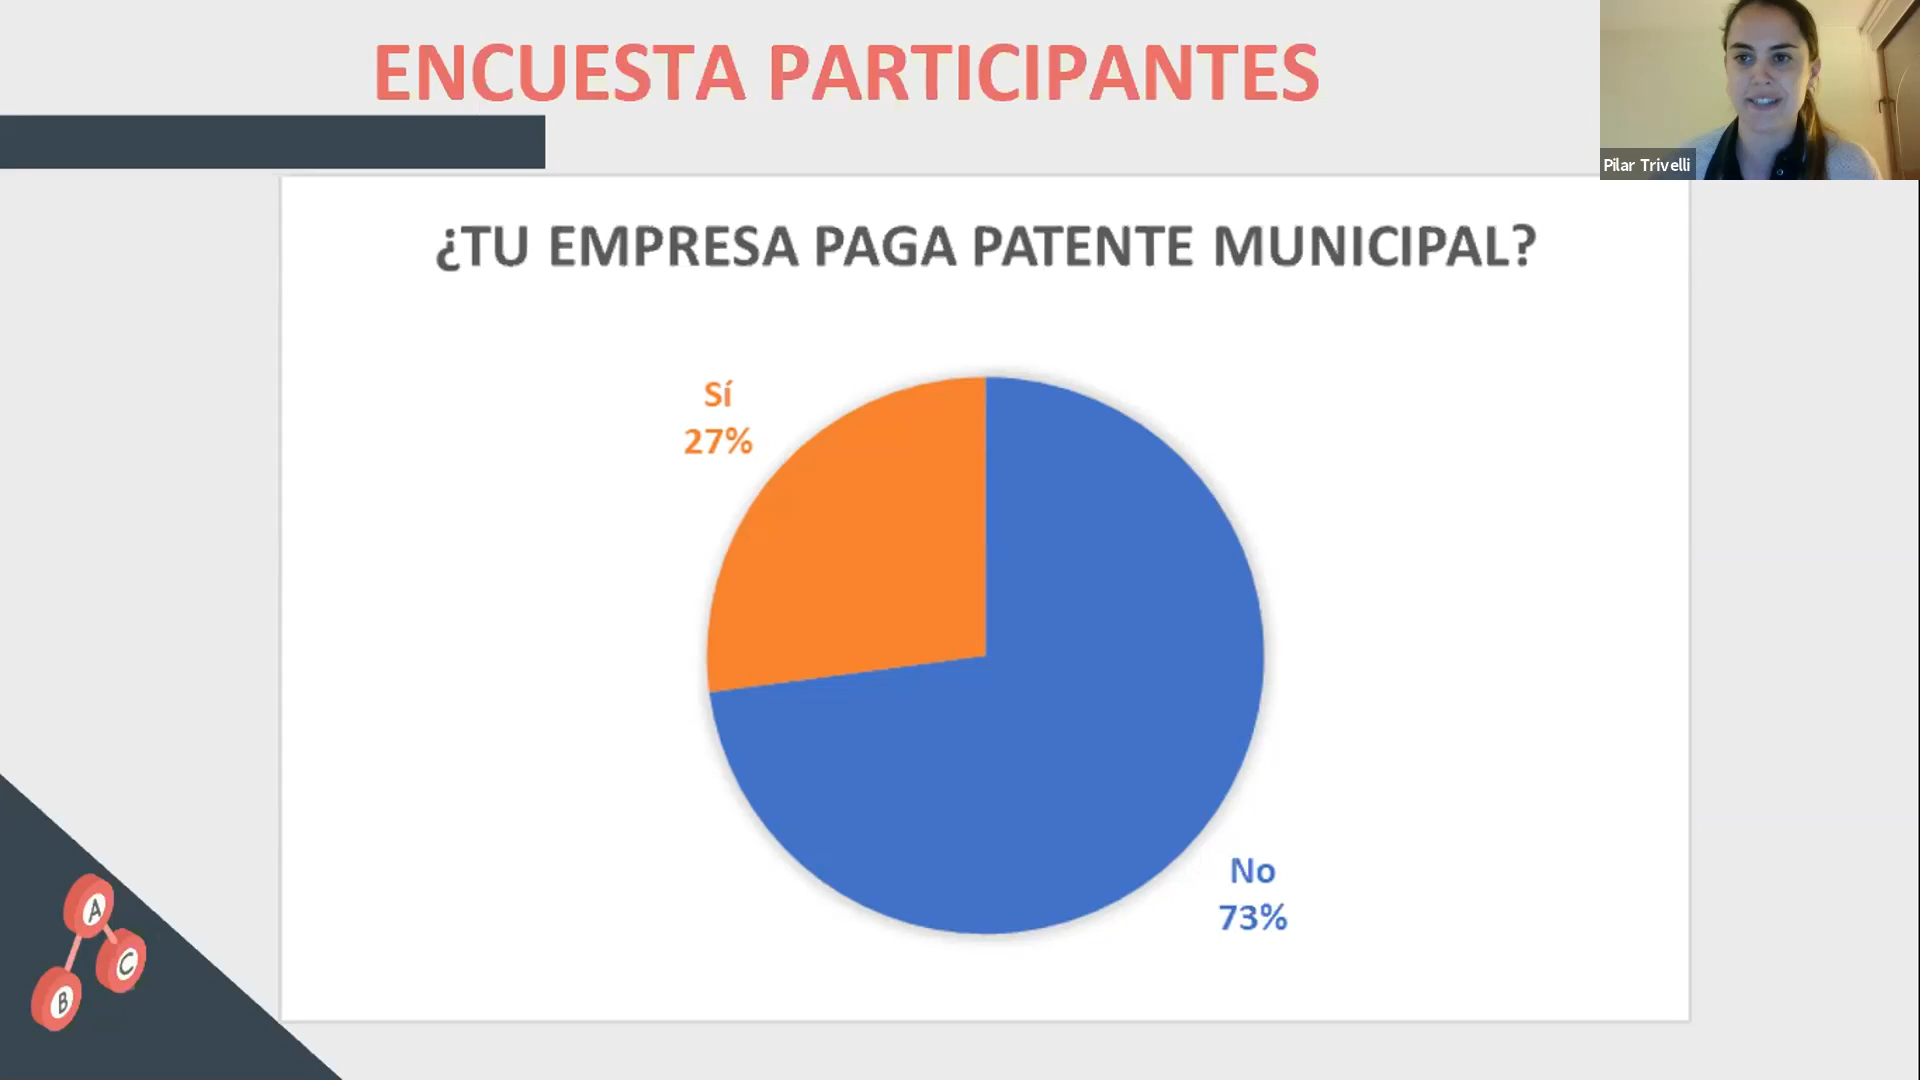 ENCUESTA PARTICIPANTES
Pilar Trivelli
¿TU EMPRESA PAGA PATENTE MUNICIPAL?
Sí
27%
No
73%
A
C
B